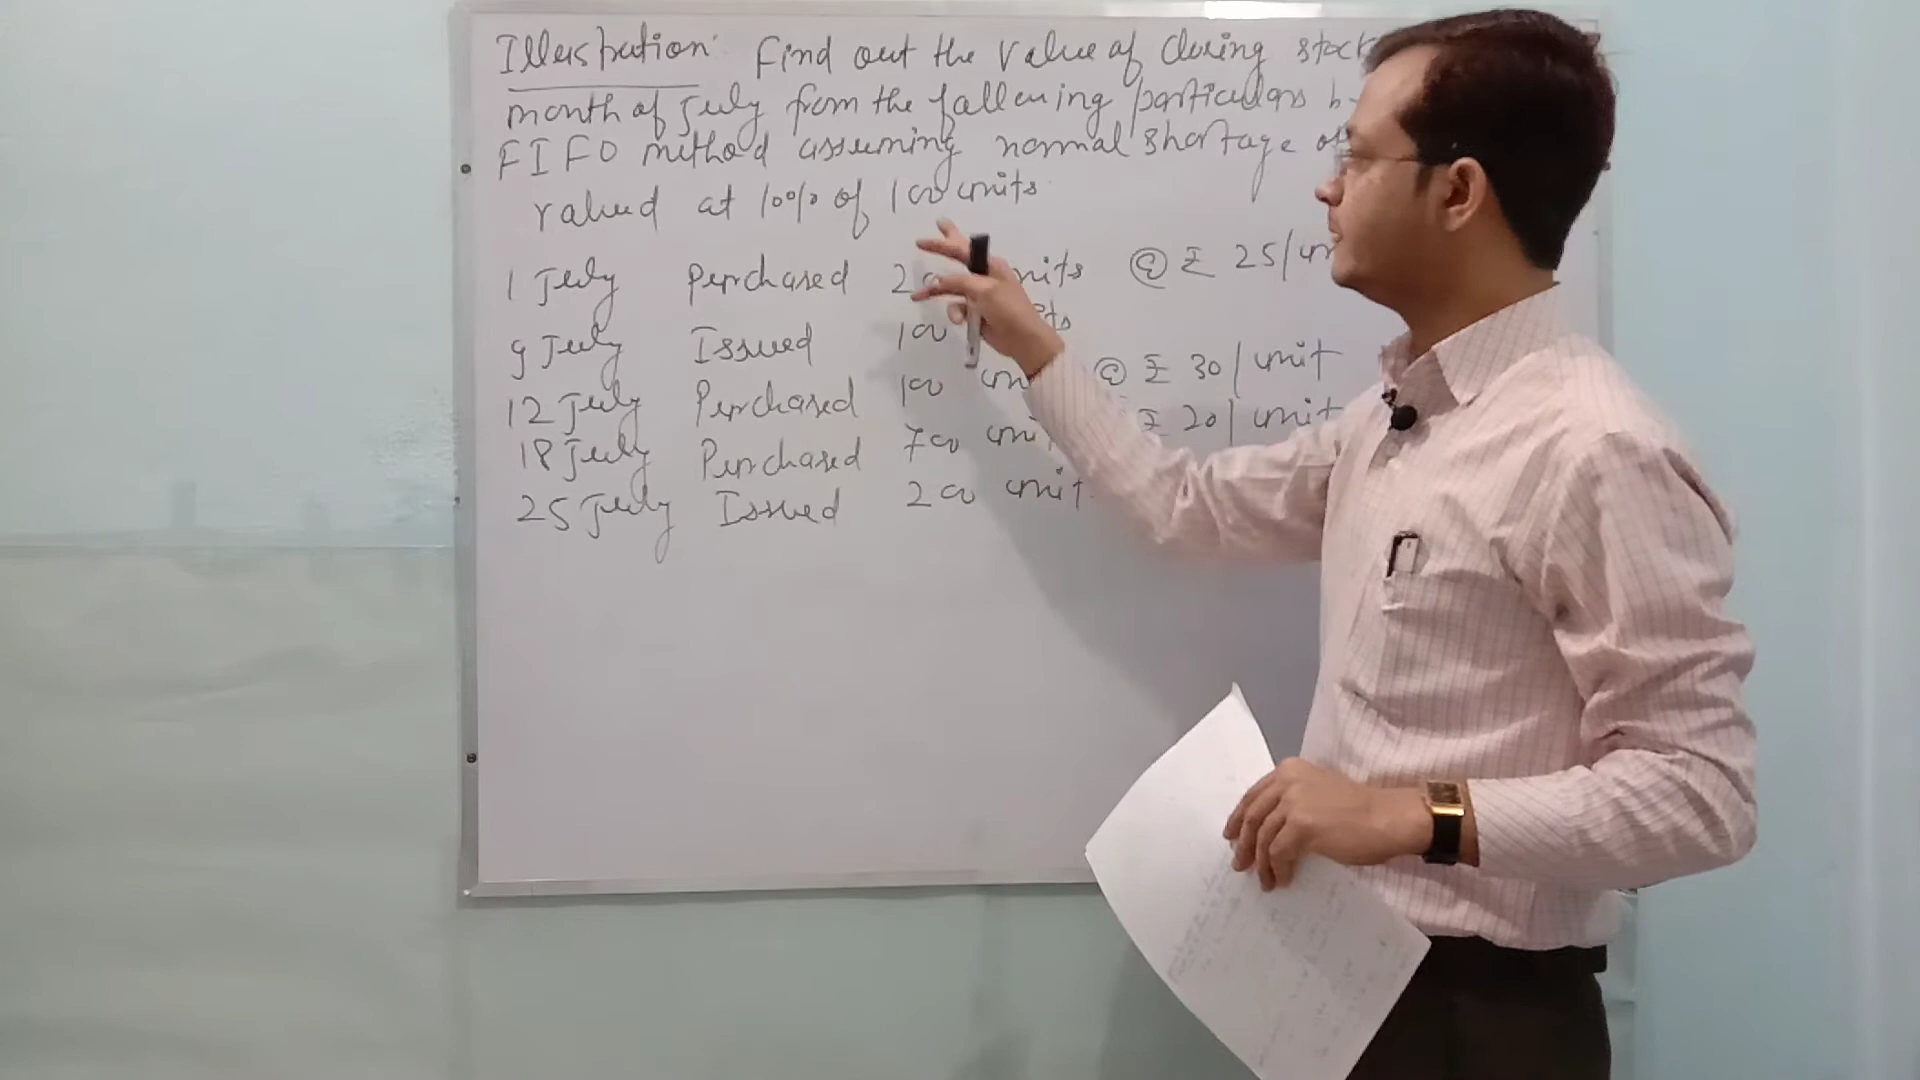 Illustration: Find out the value of closing stock
month of July from the following particulars
FIFO method assuming normal shortage of
valued at 10% of 100 units
1 July Purchased units @ ₹ 25/
9 July Issued 100
12 July Purchased 100 @ ₹ 30/unit
18 July Purchased 700 ₹ 20/unit
25 July Issued 200 unit